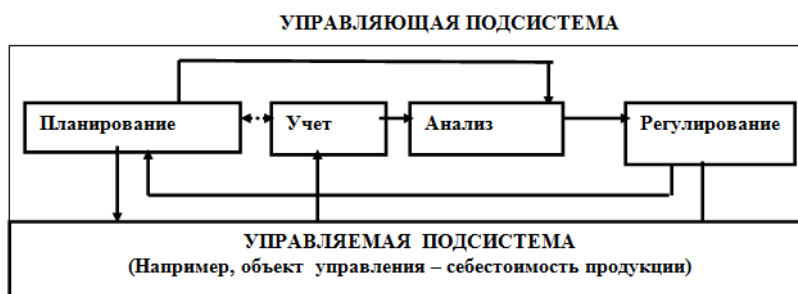 УПРАВЛЯЮЩАЯ ПОДСИСТЕМА
Планирование
Учет
Анализ
Регулирование
УПРАВЛЯЕМАЯ ПОДСИСТЕМА
(Например, объект управления – себестоимость продукции)